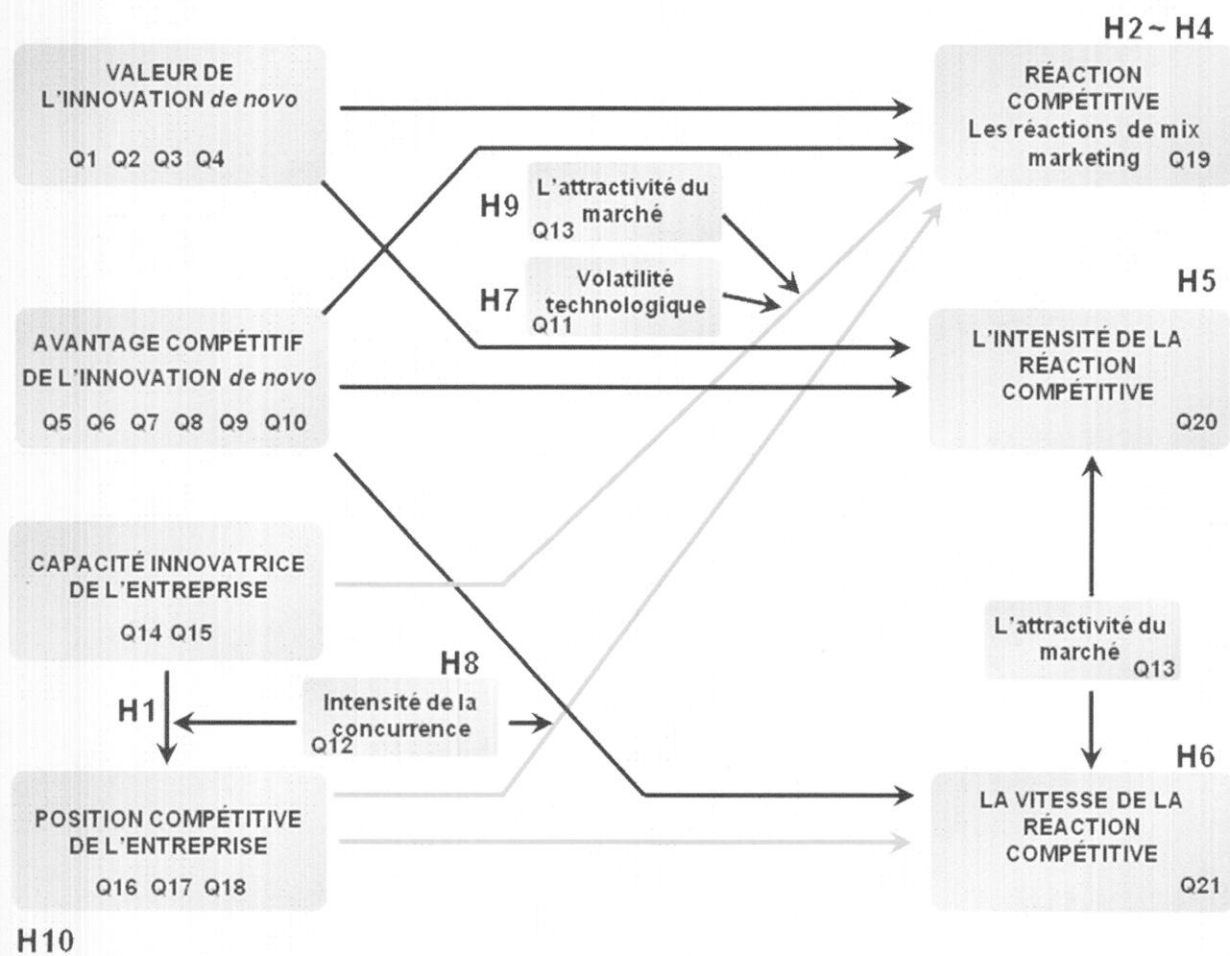 H2 ~ H4
VALEUR DE
L'INNOVATION de novo
Q1 Q2 Q3 Q4
RÉACTION
COMPÉTITIVE
Les réactions de mix
marketing Q19
H9
L'attractivité du
marché
Q13
H7
Volatilité
technologique
Q11
H5
AVANTAGE COMPÉTITIF
DE L'INNOVATION de novo
Q5 Q6 Q7 Q8 Q9 Q10
L'INTENSITÉ DE LA
RÉACTION
COMPÉTITIVE
Q20
CAPACITÉ INNOVATRICE
DE L'ENTREPRISE
Q14 Q15
L'attractivité du
marché
Q13
H8
H1
Intensité de la
concurrence
Q12
H6
POSITION COMPÉTITIVE
DE L'ENTREPRISE
Q16 Q17 Q18
LA VITESSE DE LA
RÉACTION
COMPÉTITIVE
Q21
H10